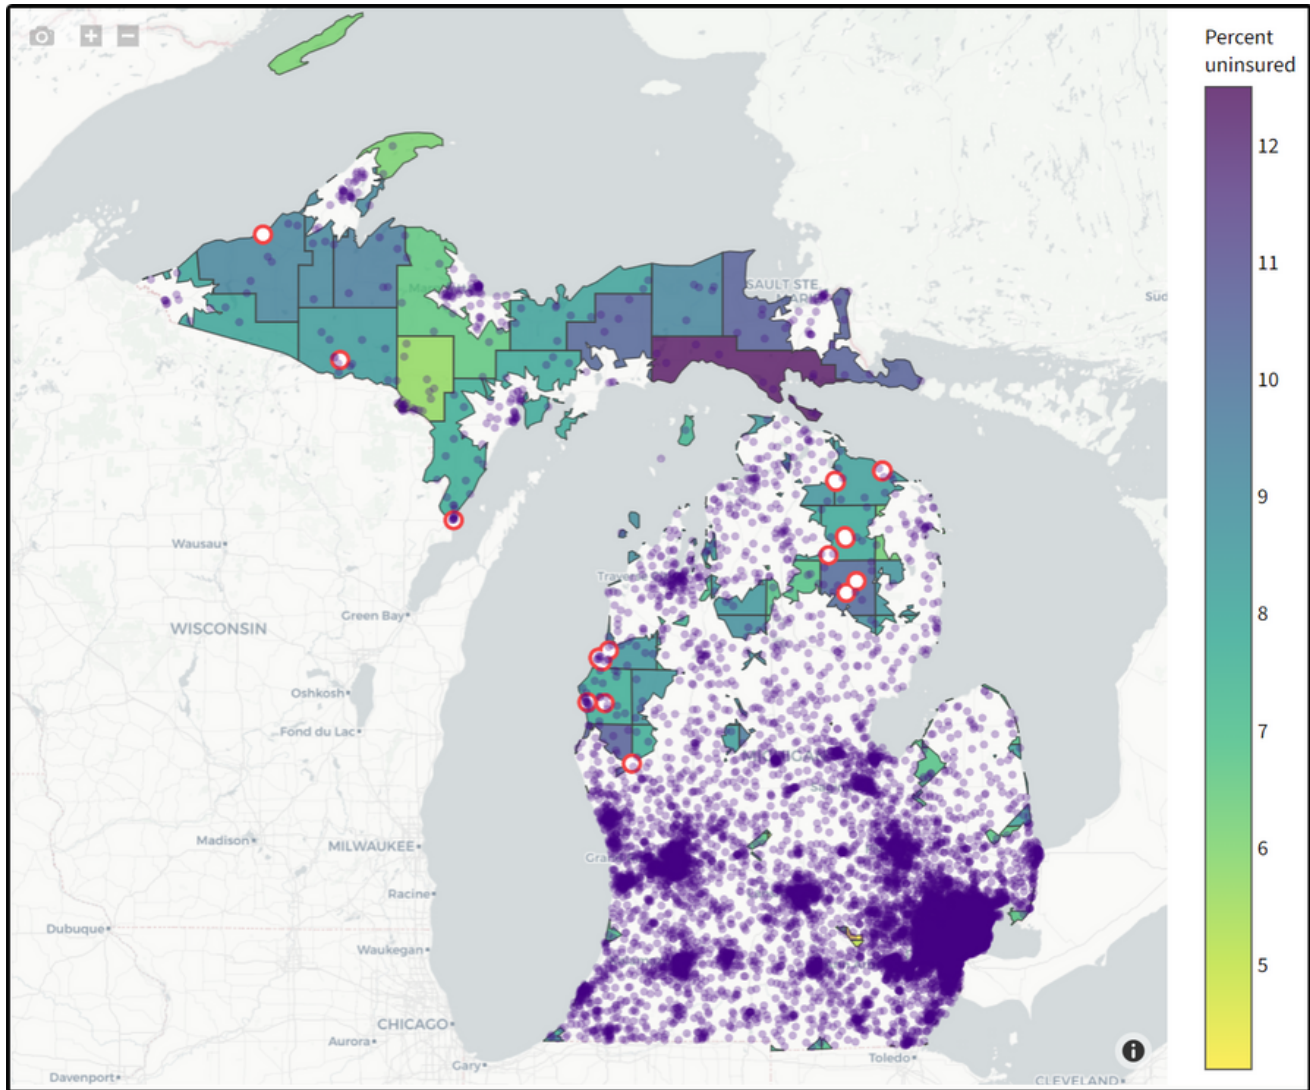 Percent
uninsured
12
11
10
9
8
7
6
5
SAULT STE
Wausau
Green Bay
WISCONSIN
Oshkosh
Fond du Lac
Madison
MILWAUKEE
Racine
Dubuque
Waukegan
CHICAGO
Aurora
Gary
Davenport
Toledo
CLEVELAND